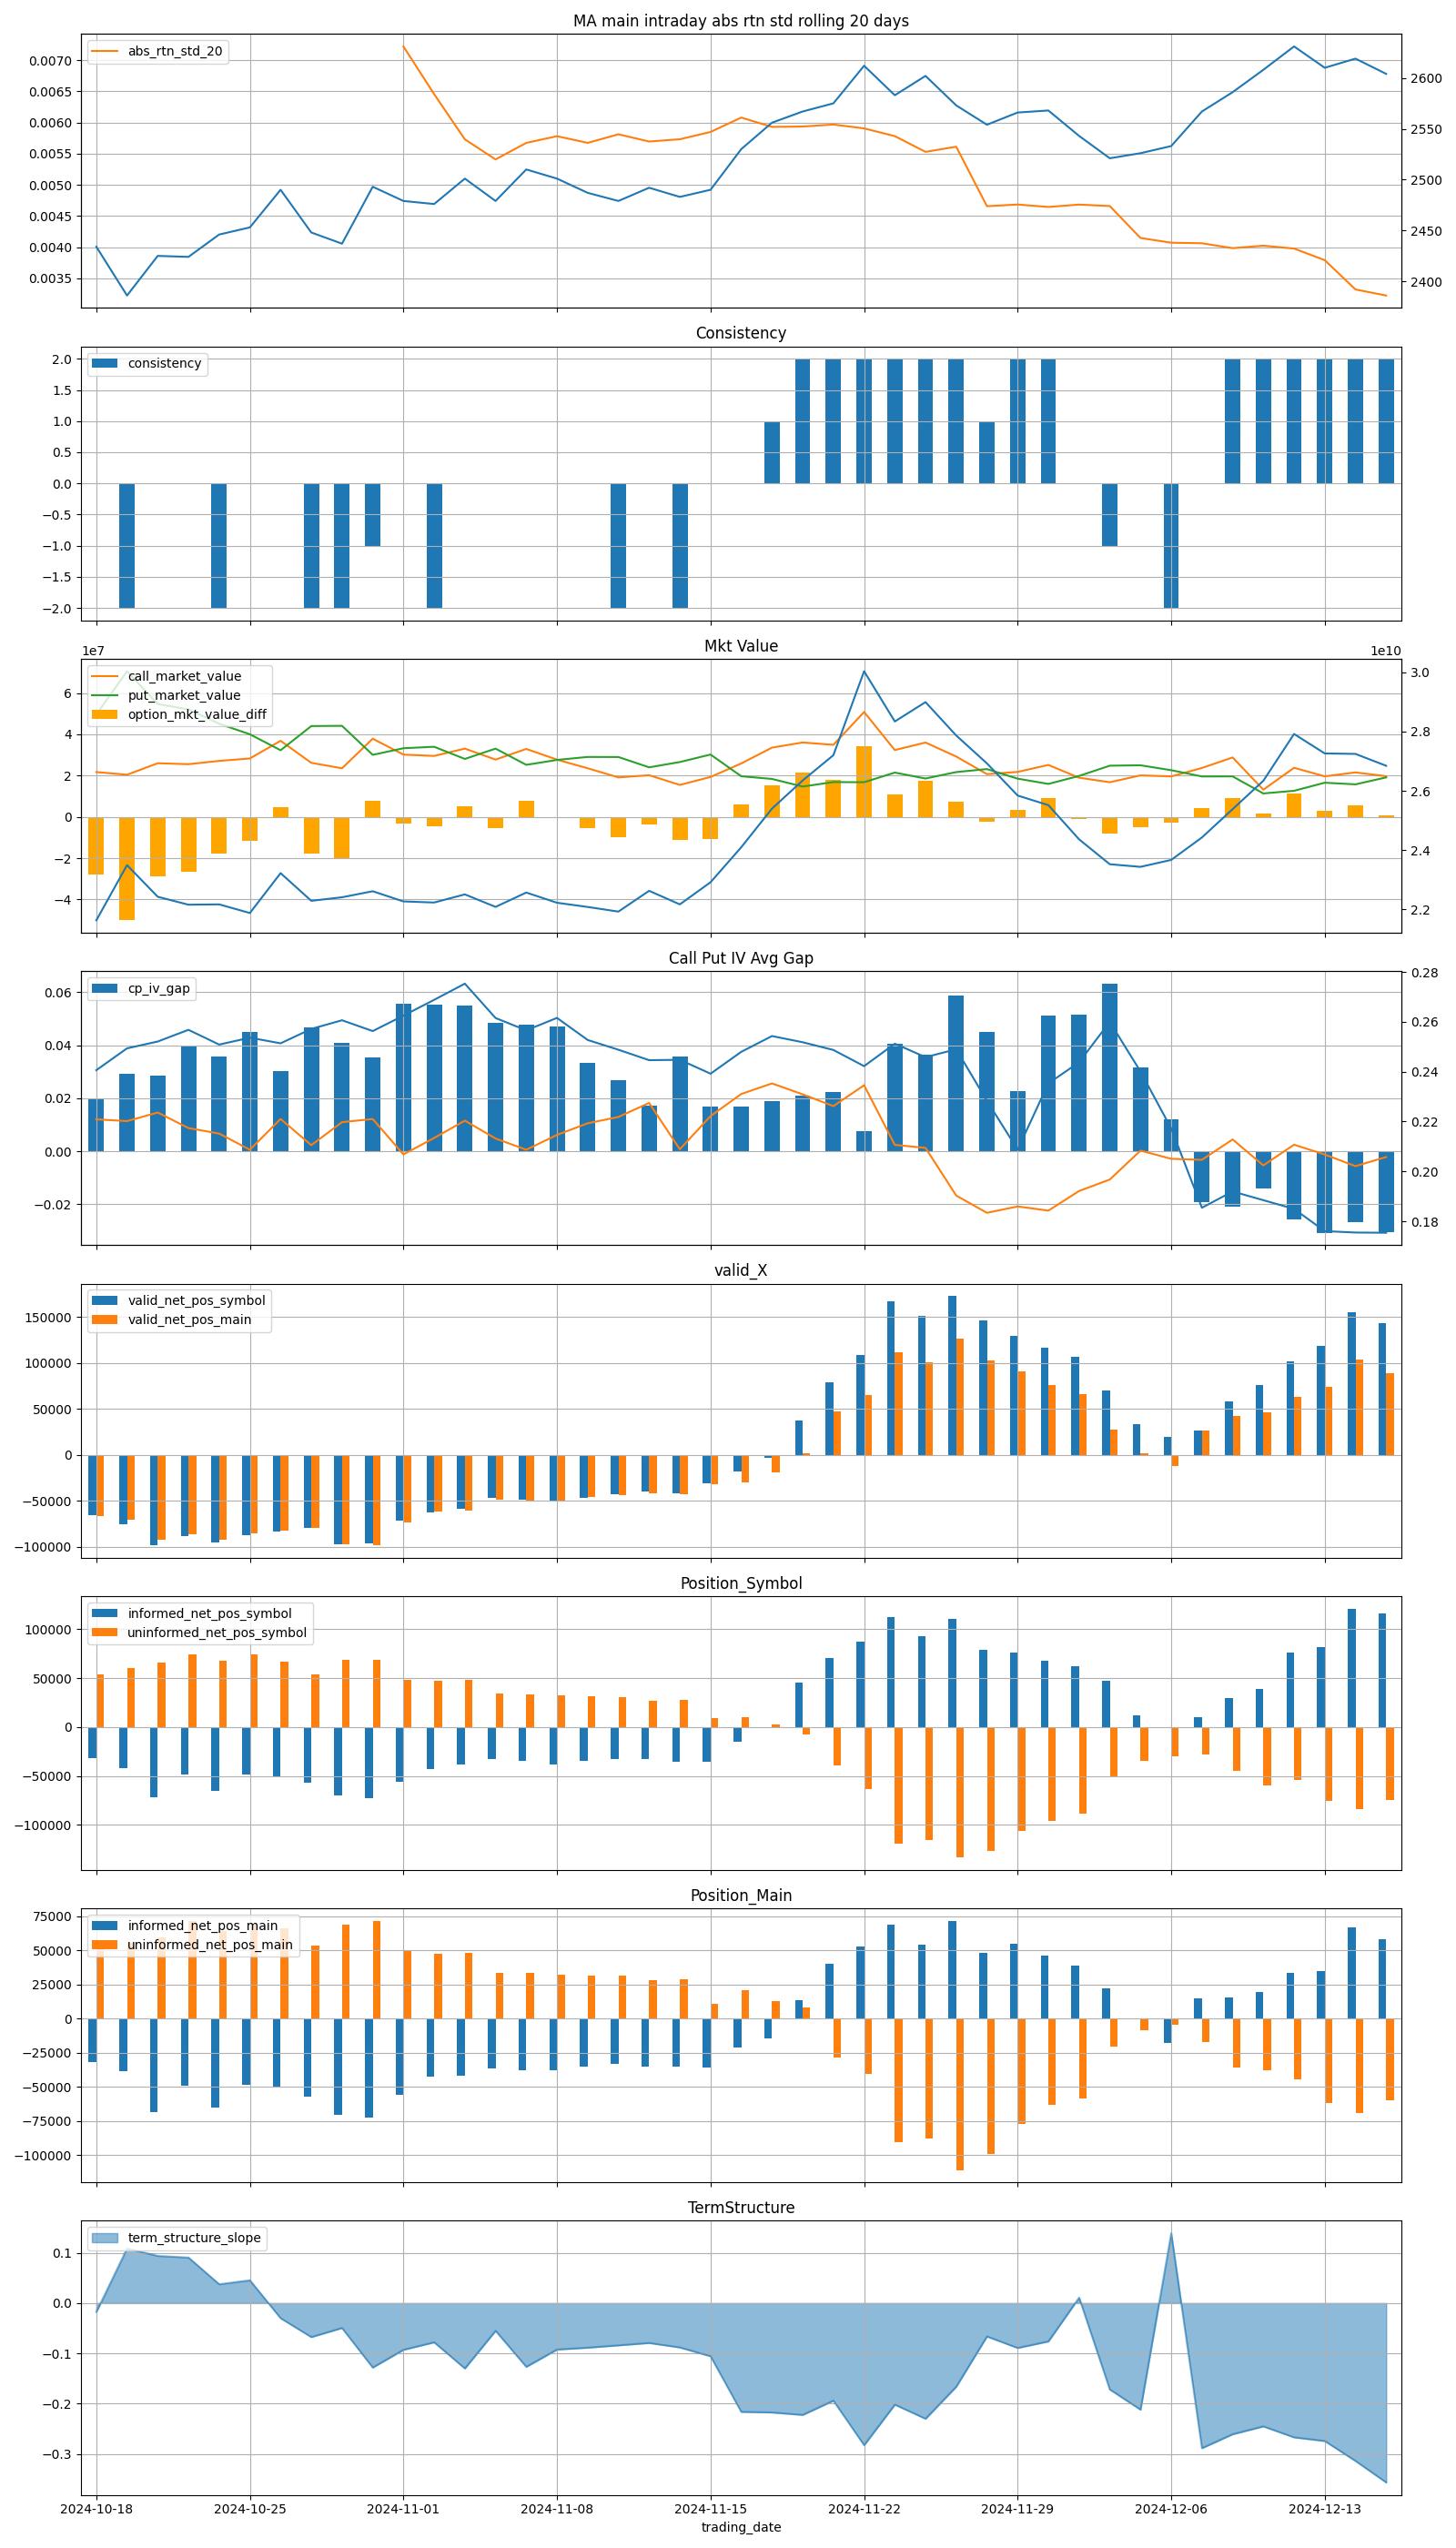 MA main intraday abs rtn std rolling 20 days
abs_rtn_std_20
0.0070
0.0065
0.0060
0.0055
0.0050
0.0045
0.0040
0.0035
2600
2550
2500
2450
2400
Consistency
consistency
2.0
1.5
1.0
0.5
0.0
−0.5
−1.0
−1.5
−2.0
Mkt Value
1e7
1e10
call_market_value
put_market_value
option_mkt_value_diff
6
4
2
0
−2
−4
3.0
2.8
2.6
2.4
2.2
Call Put IV Avg Gap
cp_iv_gap
0.06
0.04
0.02
0.00
−0.02
0.28
0.26
0.24
0.22
0.20
0.18
valid_X
valid_net_pos_symbol
valid_net_pos_main
150000
100000
50000
0
−50000
−100000
Position_Symbol
informed_net_pos_symbol
uninformed_net_pos_symbol
100000
50000
0
−50000
−100000
Position_Main
informed_net_pos_main
uninformed_net_pos_main
75000
50000
25000
0
−25000
−50000
−75000
−100000
TermStructure
term_structure_slope
0.1
0.0
−0.1
−0.2
−0.3
2024-10-18 2024-10-25 2024-11-01 2024-11-08 2024-11-15 2024-11-22 2024-11-29 2024-12-06 2024-12-13
trading_date